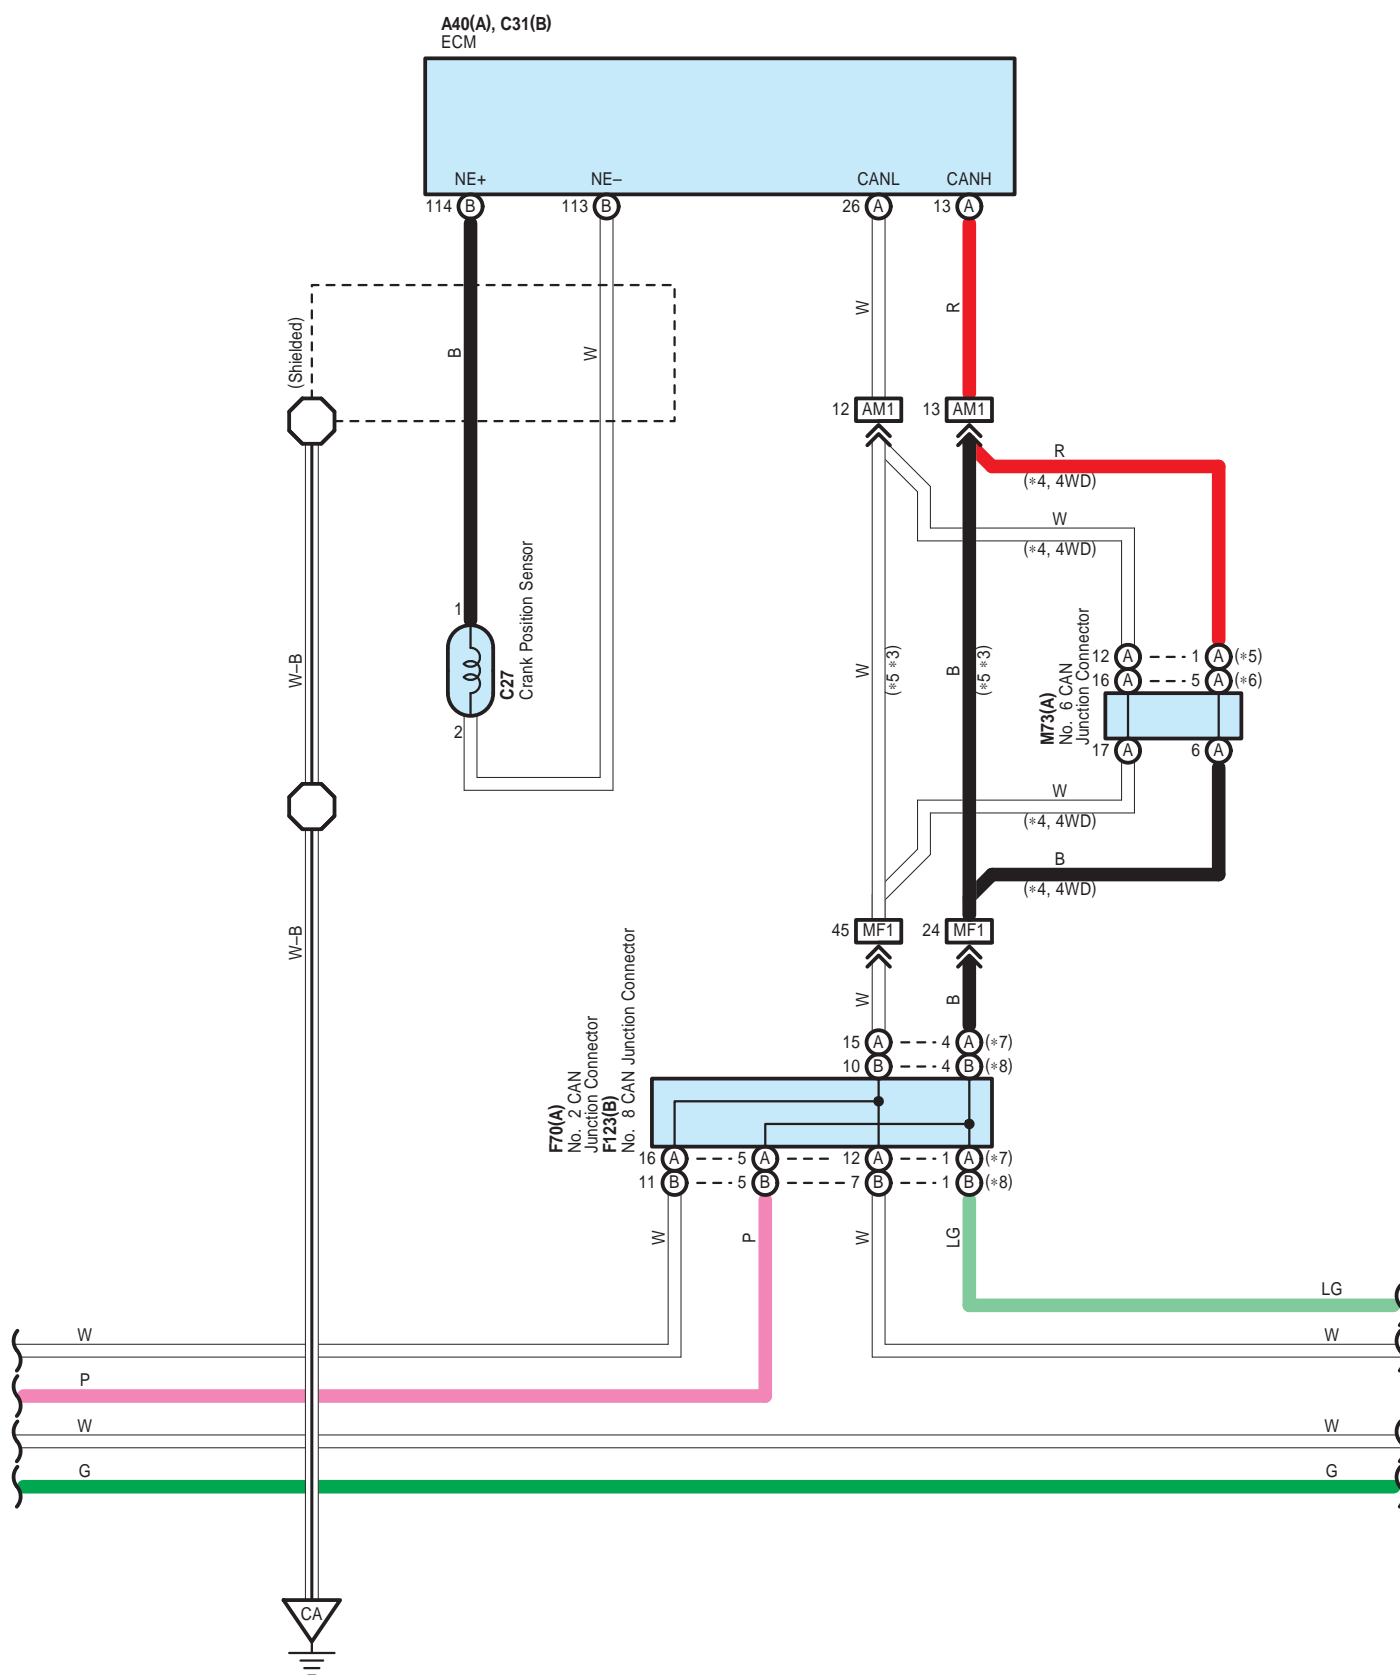 A40(A), C31(B)
ECM
NE+
NE–
CANL
CANH
114 B
113 B
26 A
13 A
(Shielded)
B
W
W
R
12 AM1
13 AM1
R
(*4, 4WD)
W
(*4, 4WD)
1
C27
Crank Position Sensor
2
W–B
W
(*5 *3)
B
(*5 *3)
12 A
1 A (*5)
16 A
5 A (*6)
M73(A)
No. 6 CAN
Junction Connector
17 A
6 A
W
(*4, 4WD)
B
(*4, 4WD)
45 MF1
24 MF1
W–B
W
B
15 A
4 A (*7)
10 B
4 B (*8)
F70(A)
No. 2 CAN
Junction Connector
F123(B)
No. 8 CAN Junction Connector
16 A
5 A
12 A
1 A (*7)
11 B
5 B
7 B
1 B (*8)
W
P
W
LG
LG
W
W
P
W
W
G
G
CA